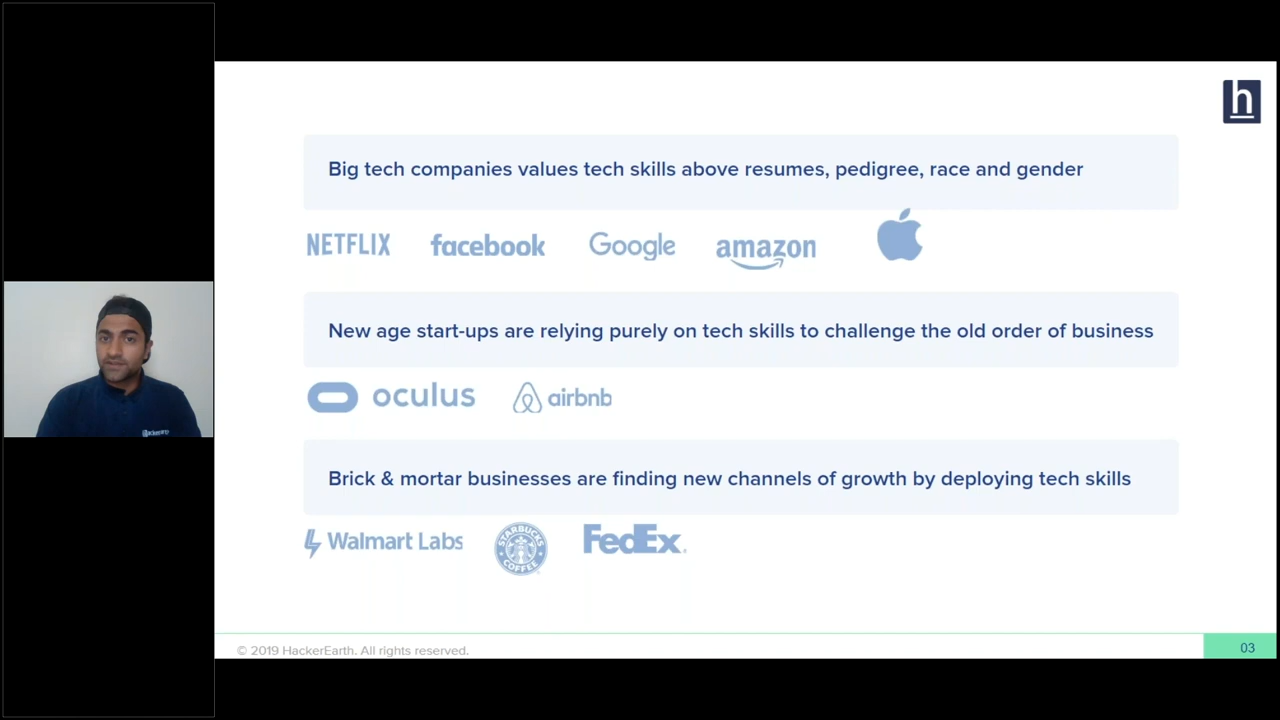 h
Big tech companies values tech skills above resumes, pedigree, race and gender
NETFLIX facebook Google amazon
New age start-ups are relying purely on tech skills to challenge the old order of business
oculus airbnb
Brick & mortar businesses are finding new channels of growth by deploying tech skills
Walmart Labs STARBUCKS COFFEE FedEx®
© 2019 HackerEarth. All rights reserved.
03